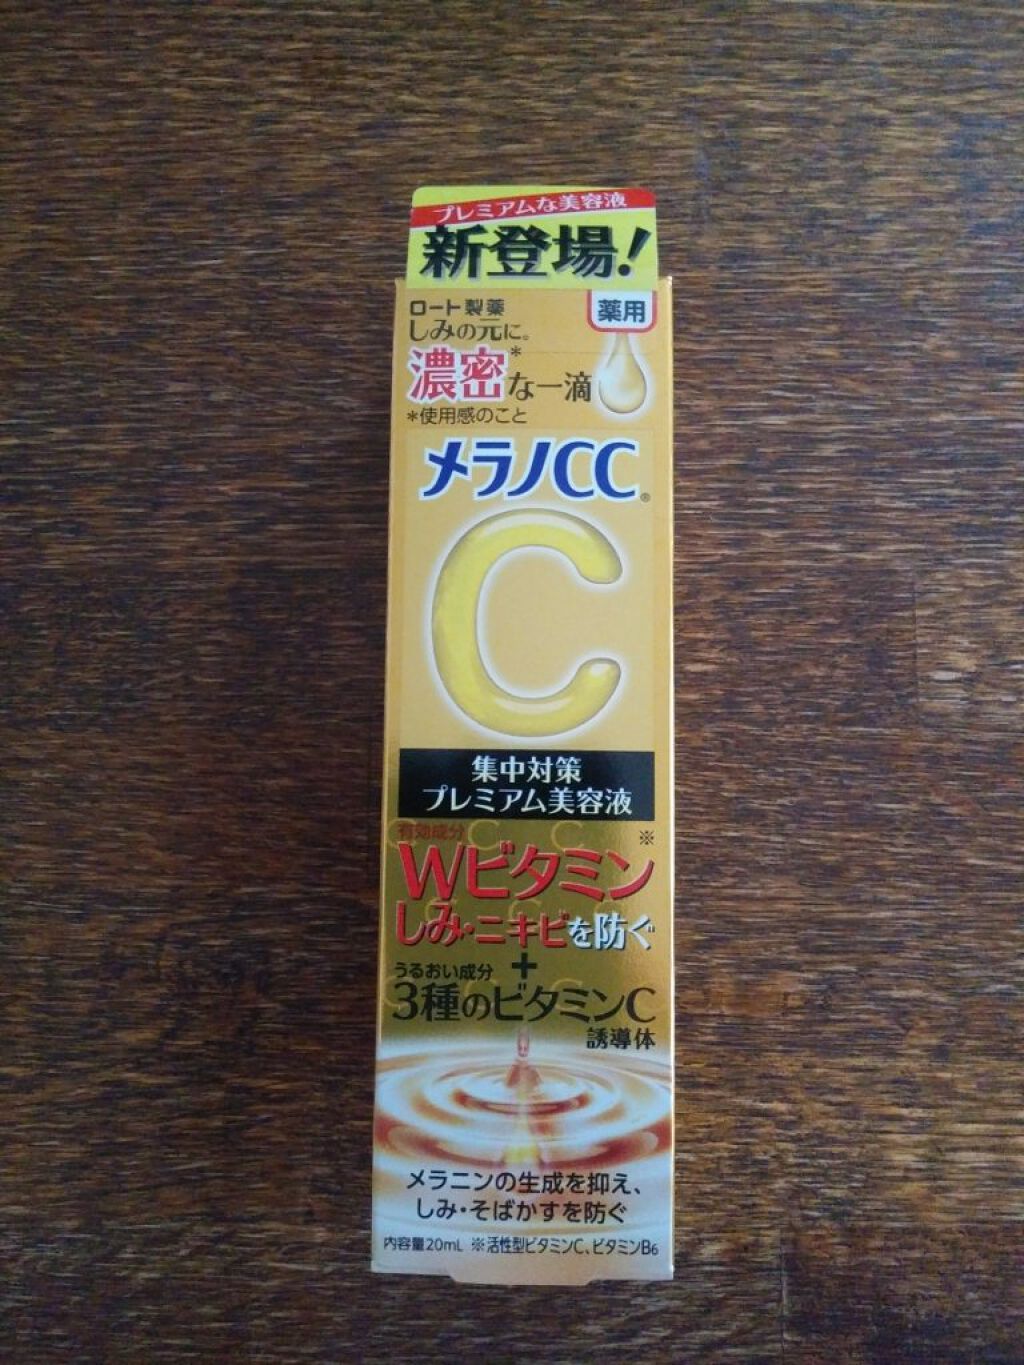 プレミアムな美容液
新登場!
ロート製薬
薬用
しみの元に。
濃密*な一滴
*使用感のこと
メラノCC®
C
集中対策
プレミアム美容液
有効成分
Wビタミン※
しみ・ニキビを防ぐ
+
うるおい成分
3種のビタミンC
誘導体
メラニンの生成を抑え、
しみ・そばかすを防ぐ
内容量20mL ※活性型ビタミンC、ビタミンB6